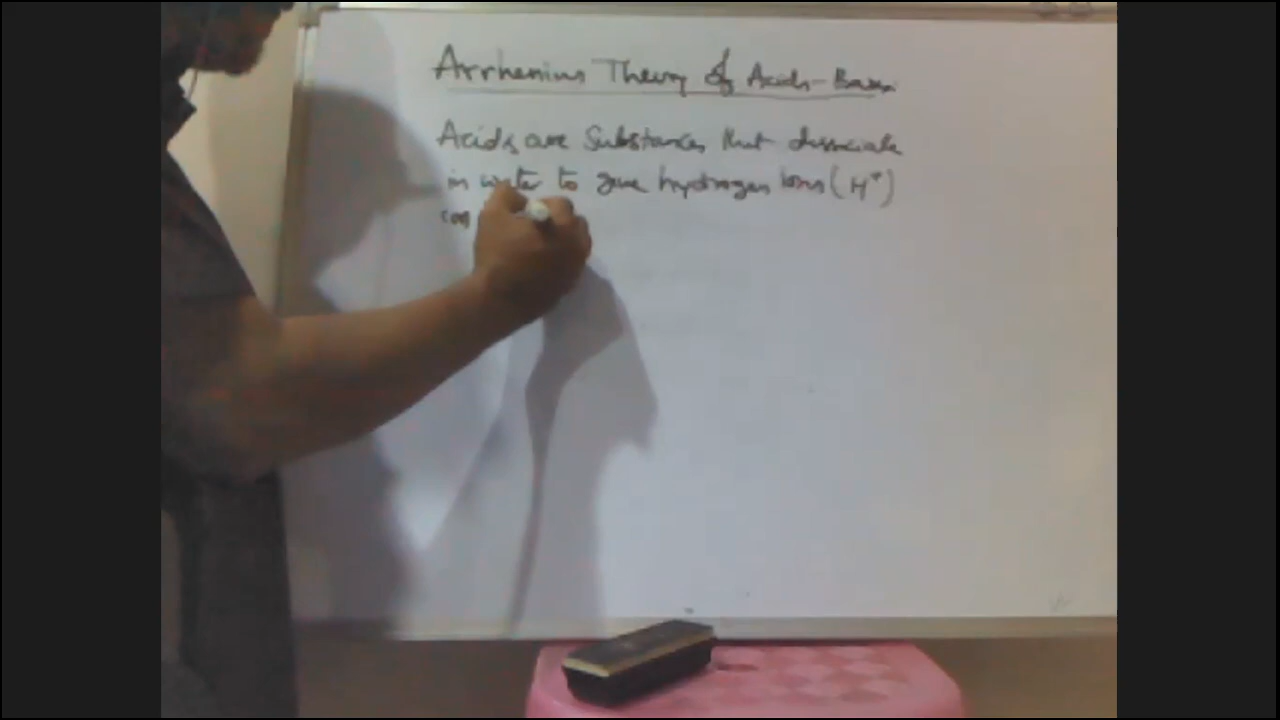 Arrhenius Theory of Acids-Bases
Acids are substances that dissociate
in water to give hydrogen Ions (H⁺)